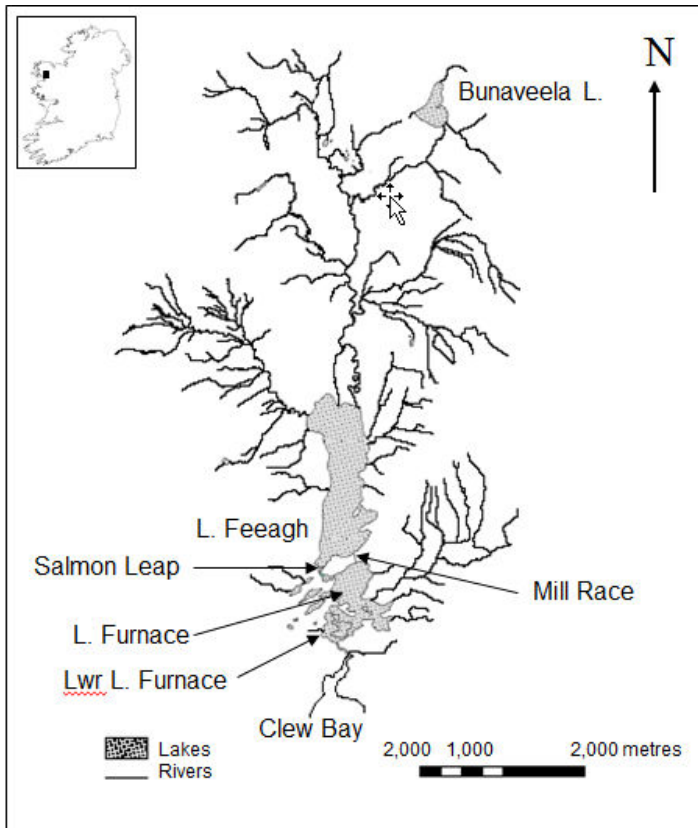 N
Bunaveela L.
L. Feeagh
Salmon Leap
Mill Race
L. Furnace
Lwr L. Furnace
Clew Bay
Lakes
Rivers
2,000 1,000 2,000 metres